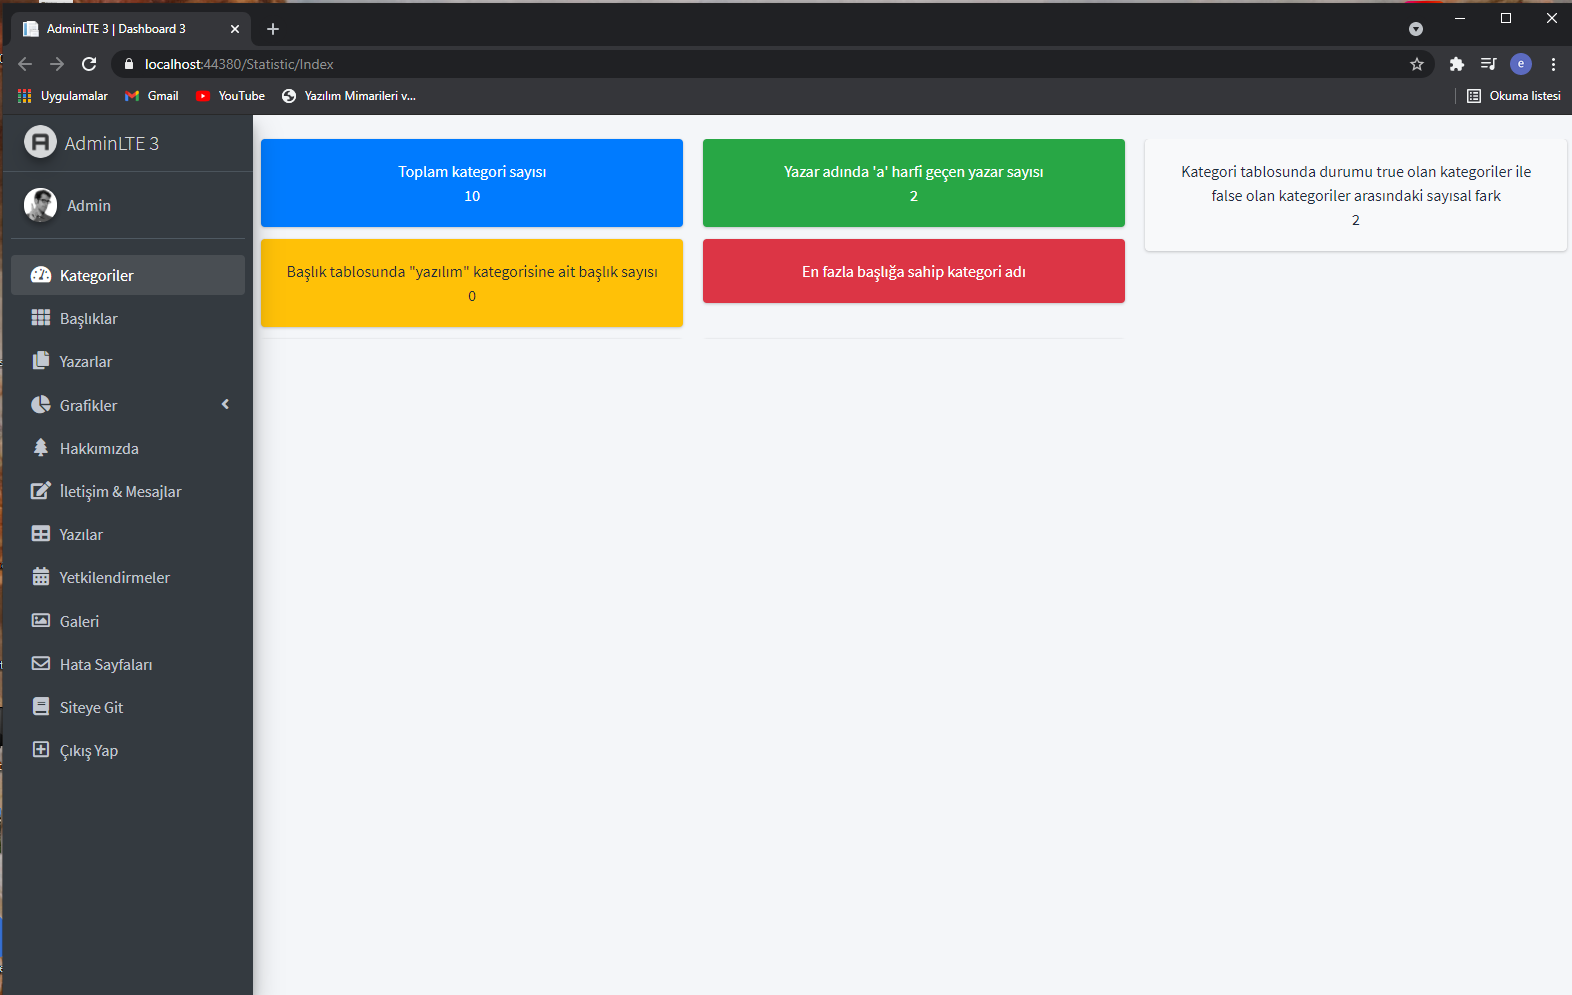 AdminLTE 3 | Dashboard 3
localhost:44380/Statistic/Index
e
Uygulamalar
Gmail
YouTube
Yazılım Mimarileri v...
Okuma listesi
AdminLTE 3
Admin
Kategoriler
Başlıklar
Yazarlar
Grafikler
Hakkımızda
İletişim & Mesajlar
Yazılar
Yetkilendirmeler
Galeri
Hata Sayfaları
Siteye Git
Çıkış Yap
Toplam kategori sayısı
10
Yazar adında 'a' harfi geçen yazar sayısı
2
Kategori tablosunda durumu true olan kategoriler ile
false olan kategoriler arasındaki sayısal fark
2
Başlık tablosunda "yazılım" kategorisine ait başlık sayısı
0
En fazla başlığa sahip kategori adı